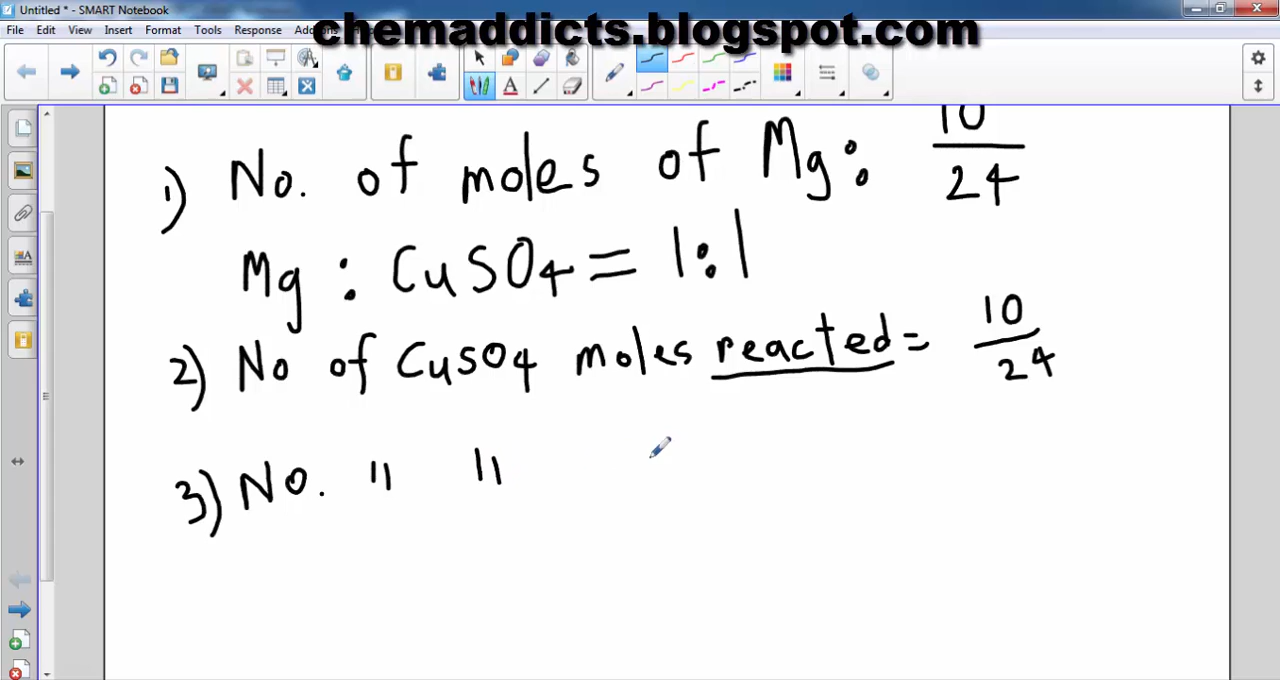 Untitled * - SMART Notebook
chemaddicts.blogspot.com
File Edit View Insert Format Tools Response
10
1) No. of moles of Mg: 24
Mg : CuSO4 = 1:1
2) No of CuSO4 moles reacted = 10
24
3) No. " "